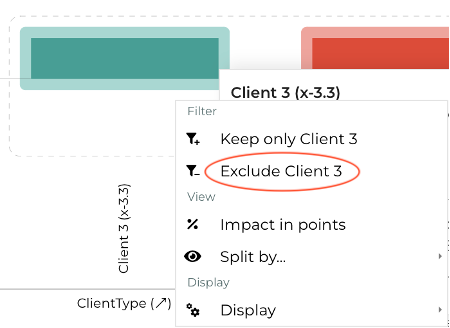 Client 3 (x-3.3)
Filter
Keep only Client 3
Exclude Client 3
View
Impact in points
Split by...
Display
Display
Client 3 (x-3.3)
ClientType (↗)